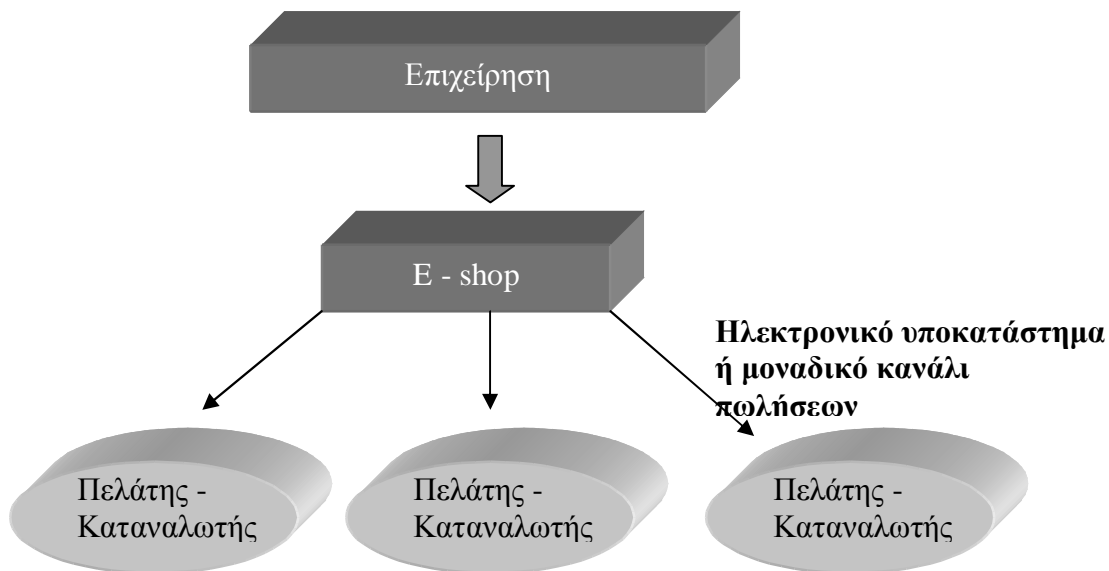 Επιχείρηση
E - shop
Ηλεκτρονικό υποκατάστημα
ή μοναδικό κανάλι
πωλήσεων
Πελάτης -
Καταναλωτής
Πελάτης -
Καταναλωτής
Πελάτης -
Καταναλωτής